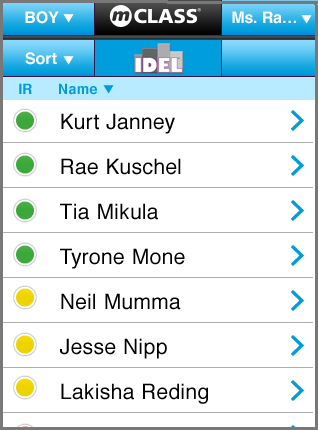 BOY ▼ mCLASS® Ms. Ra... ▼
Sort ▼ IDEL
IR Name ▼
Kurt Janney
Rae Kuschel
Tia Mikula
Tyrone Mone
Neil Mumma
Jesse Nipp
Lakisha Reding